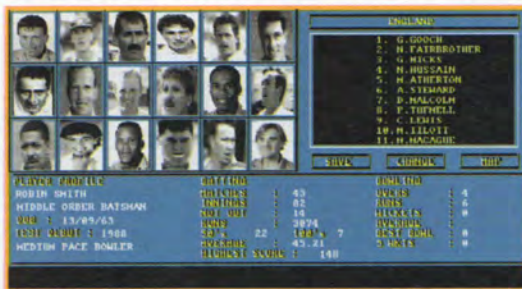 ENGLAND
1. G.GOOCH
2. N.FAIRBROTHER
3. G.HICKS
4. N.HUSSAIN
5. M.ATHERTON
6. A.STEWARD
7. D.MALCOLM
8. P.TUFNELL
9. C.LEWIS
10.M.ILOTT
11.M.MACAGUE
SAVE CHANGE MAP
PLAYER PROFILE
ROBIN SMITH
MIDDLE ORDER BATSMAN
DOB : 13/09/63
TEST DEBUT : 1988
MEDIUM PACE BOWLER
BATTING
MATCHES : 45
INNINGS : 82
NOT OUT : 14
RUNS : 3074
50's 22 100's 7
AVERAGE : 45.21
HIGHEST SCORE : 148
BOWLING
OVERS : 4
RUNS : 6
WICKETS : 0
AVERAGE :
BEST BOWL : 0
5 WKTS : 0